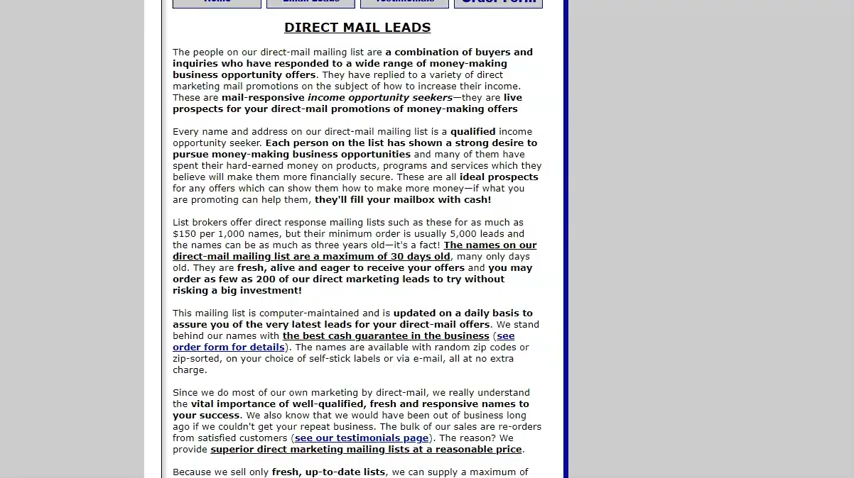 Home Email Leads Testimonials Order Form
DIRECT MAIL LEADS
The people on our direct-mail mailing list are a combination of buyers and
inquiries who have responded to a wide range of money-making
business opportunity offers. They have replied to a variety of direct
marketing mail promotions on the subject of how to increase their income.
These are mail-responsive income opportunity seekers—they are live
prospects for your direct-mail promotions of money-making offers
Every name and address on our direct-mail mailing list is a qualified income
opportunity seeker. Each person on the list has shown a strong desire to
pursue money-making business opportunities and many of them have
spent their hard-earned money on products, programs and services which they
believe will make them more financially secure. These are all ideal prospects
for any offers which can show them how to make more money—if what you
are promoting can help them, they'll fill your mailbox with cash!
List brokers offer direct response mailing lists such as these for as much as
$150 per 1,000 names, but their minimum order is usually 5,000 leads and
the names can be as much as three years old—it's a fact! The names on our
direct-mail mailing list are a maximum of 30 days old, many only days
old. They are fresh, alive and eager to receive your offers and you may
order as few as 200 of our direct marketing leads to try without
risking a big investment!
This mailing list is computer-maintained and is updated on a daily basis to
assure you of the very latest leads for your direct-mail offers. We stand
behind our names with the best cash guarantee in the business (see
order form for details). The names are available with random zip codes or
zip-sorted, on your choice of self-stick labels or via e-mail, all at no extra
charge.
Since we do most of our own marketing by direct-mail, we really understand
the vital importance of well-qualified, fresh and responsive names to
your success. We also know that we would have been out of business long
ago if we couldn't get your repeat business. The bulk of our sales are re-orders
from satisfied customers (see our testimonials page). The reason? We
provide superior direct marketing mailing lists at a reasonable price.
Because we sell only fresh, up-to-date lists, we can supply a maximum of